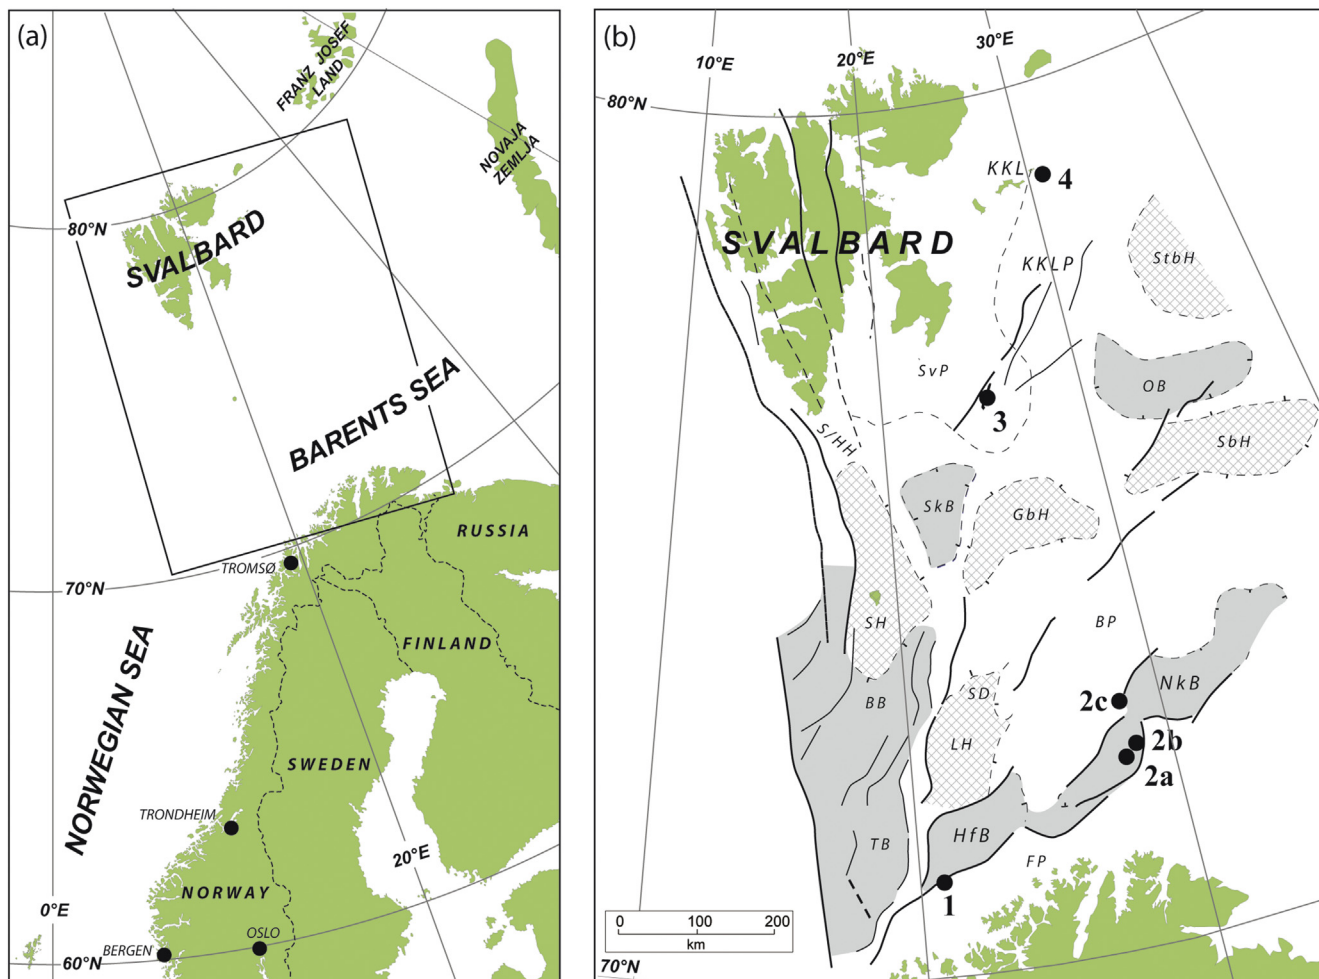 (a)
FRANZ JOSEF
LAND
NOVAJA
ZEMLJA
80°N
SVALBARD
BARENTS SEA
RUSSIA
TROMSØ
70°N
FINLAND
NORWEGIAN SEA
SWEDEN
TRONDHEIM
20°E
NORWAY
0°E
OSLO
BERGEN
60°N
(b)
30°E
20°E
10°E
80°N
KKL
4
SVALBARD
KKLP
StbH
SvP
OB
3
S/HH
SbH
SkB
GbH
SH
BP
NkB
SD
BB
2c
LH
2b
2a
HfB
TB
FP
1
0 100 200
km
70°N